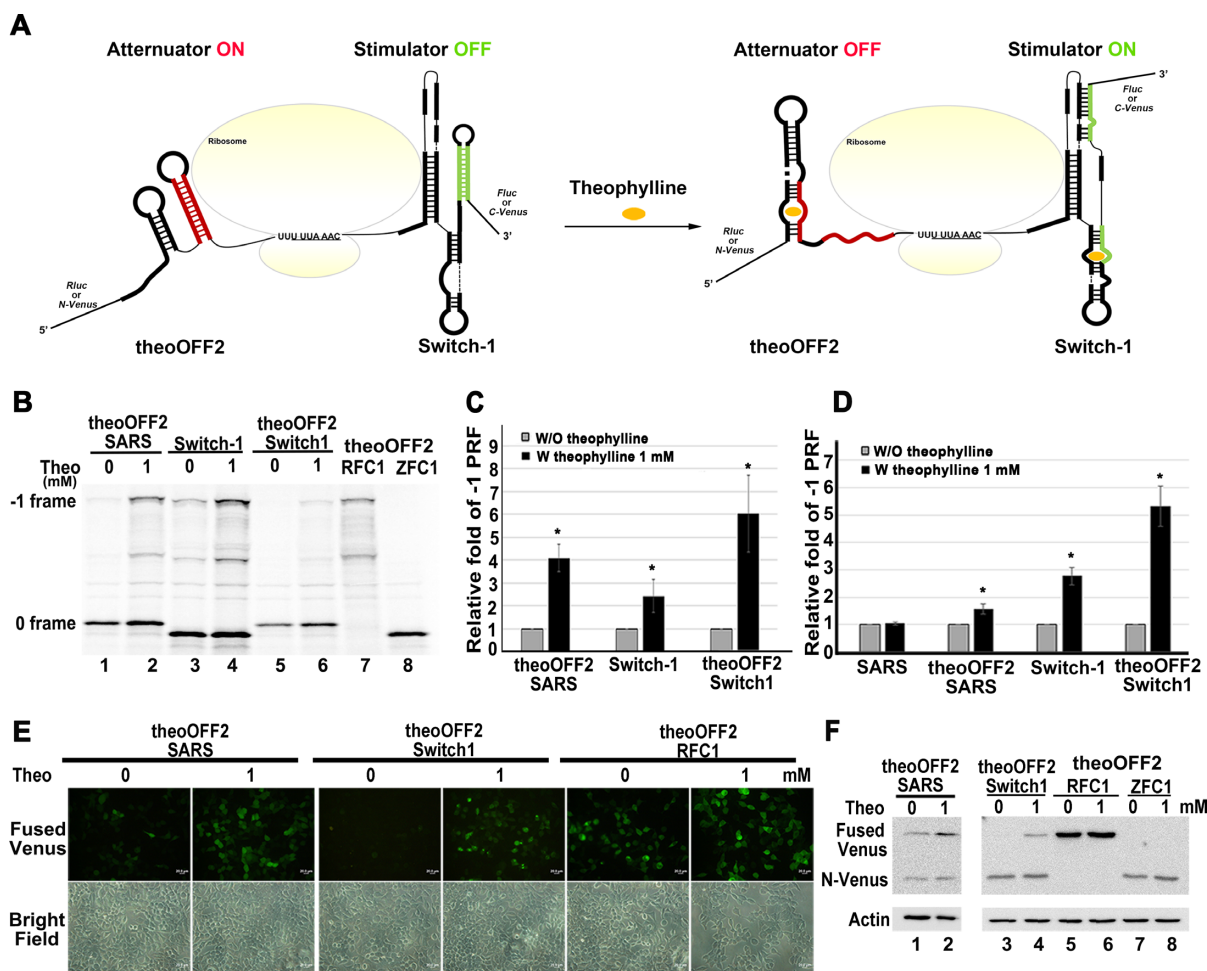 A
Atternuator ON
Stimulator OFF
Attenuator OFF
Stimulator ON
Ribosome
UUU UUA AAC
Rluc
or
N-Venus
5’
Fluc
or
C-Venus
3’
theoOFF2
Switch-1
Theophylline
Ribosome
UUU UUA AAC
Rluc
or
N-Venus
5’
3’
Fluc
or
C-Venus
theoOFF2
Switch-1
B
theoOFF2
SARS
Switch-1
theoOFF2
Switch1
theoOFF2
RFC1 ZFC1
Theo
(mM)
0 1 0 1 0 1
-1 frame
0 frame
1 2 3 4 5 6 7 8
C
Relative fold of -1 PRF
9
8
7
6
5
4
3
2
1
0
W/O theophylline
W theophylline 1 mM
* * *
theoOFF2
SARS
Switch-1
theoOFF2
Switch1
D
Relative fold of -1 PRF
7
6
5
4
3
2
1
0
W/O theophylline
W theophylline 1 mM
* * *
SARS
theoOFF2
SARS
Switch-1
theoOFF2
Switch1
E
theoOFF2
SARS
theoOFF2
Switch1
theoOFF2
RFC1
Theo 0 1 0 1 0 1 mM
Fused
Venus
Bright
Field
F
theoOFF2
SARS
theoOFF2
Switch1
theoOFF2
RFC1 ZFC1
Theo 0 1 0 1 0 1 0 1 mM
Fused
Venus
N-Venus
Actin
1 2 3 4 5 6 7 8